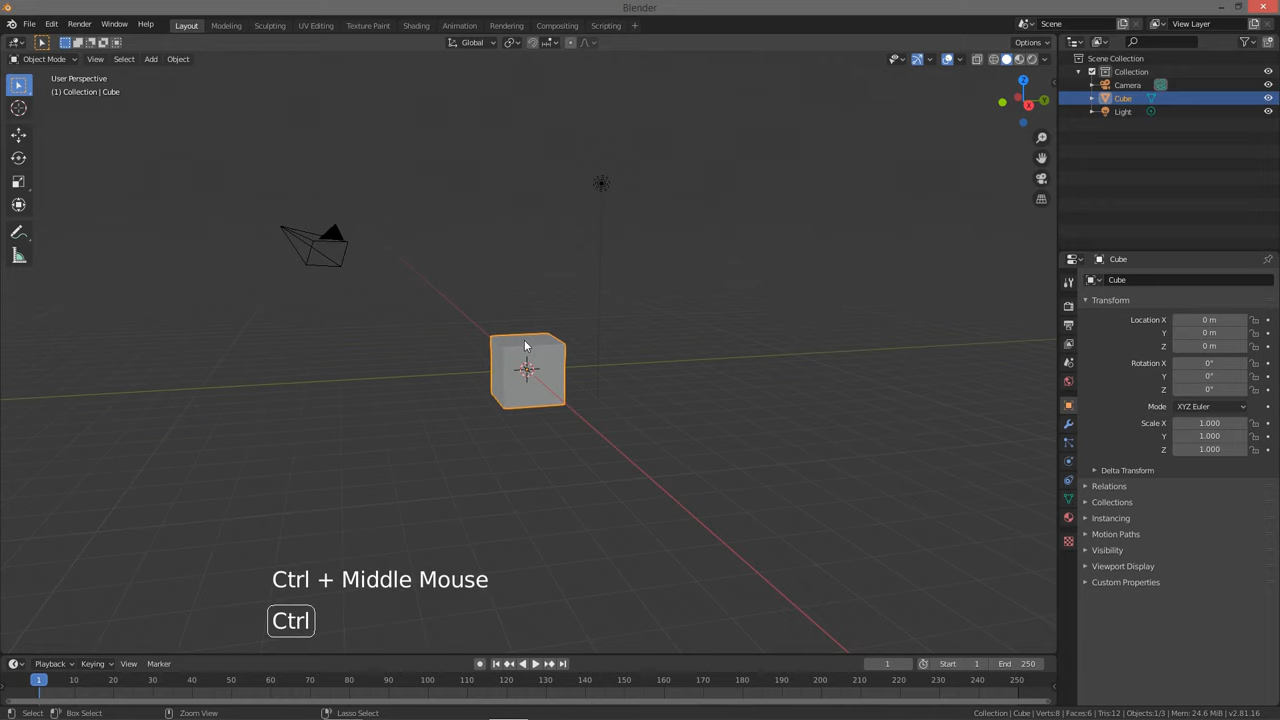 Blender
File Edit Render Window Help
Layout Modeling Sculpting UV Editing Texture Paint Shading Animation Rendering Compositing Scripting +
Scene
View Layer
Global
Options
Object Mode View Select Add Object
User Perspective
(1) Collection | Cube
Z
Y
X
Scene Collection
Collection
Camera
Cube
Light
Cube
Cube
Transform
Location X 0 m
Y 0 m
Z 0 m
Rotation X 0°
Y 0°
Z 0°
Mode XYZ Euler
Scale X 1.000
Y 1.000
Z 1.000
Delta Transform
Relations
Collections
Instancing
Motion Paths
Visibility
Viewport Display
Custom Properties
Ctrl + Middle Mouse
Ctrl
Playback Keying View Marker
1
Start 1 End 250
1 10 20 30 40 50 60 70 80 90 100 110 120 130 140 150 160 170 180 190 200 210 220 230 240 250
Select Box Select Zoom View Lasso Select
Collection | Cube | Verts:8 | Faces:6 | Tris:12 | Objects:1/3 | Mem: 24.6 MiB | v2.81.16